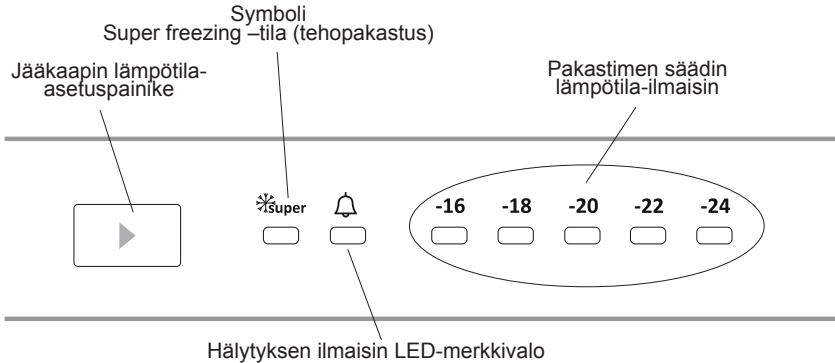 Symboli
Super freezing –tila (tehopakastus)
Jääkaapin lämpötila-
asetuspainike
Pakastimen säädin
lämpötila-ilmaisin
super
-16 -18 -20 -22 -24
Hälytyksen ilmaisin LED-merkkivalo